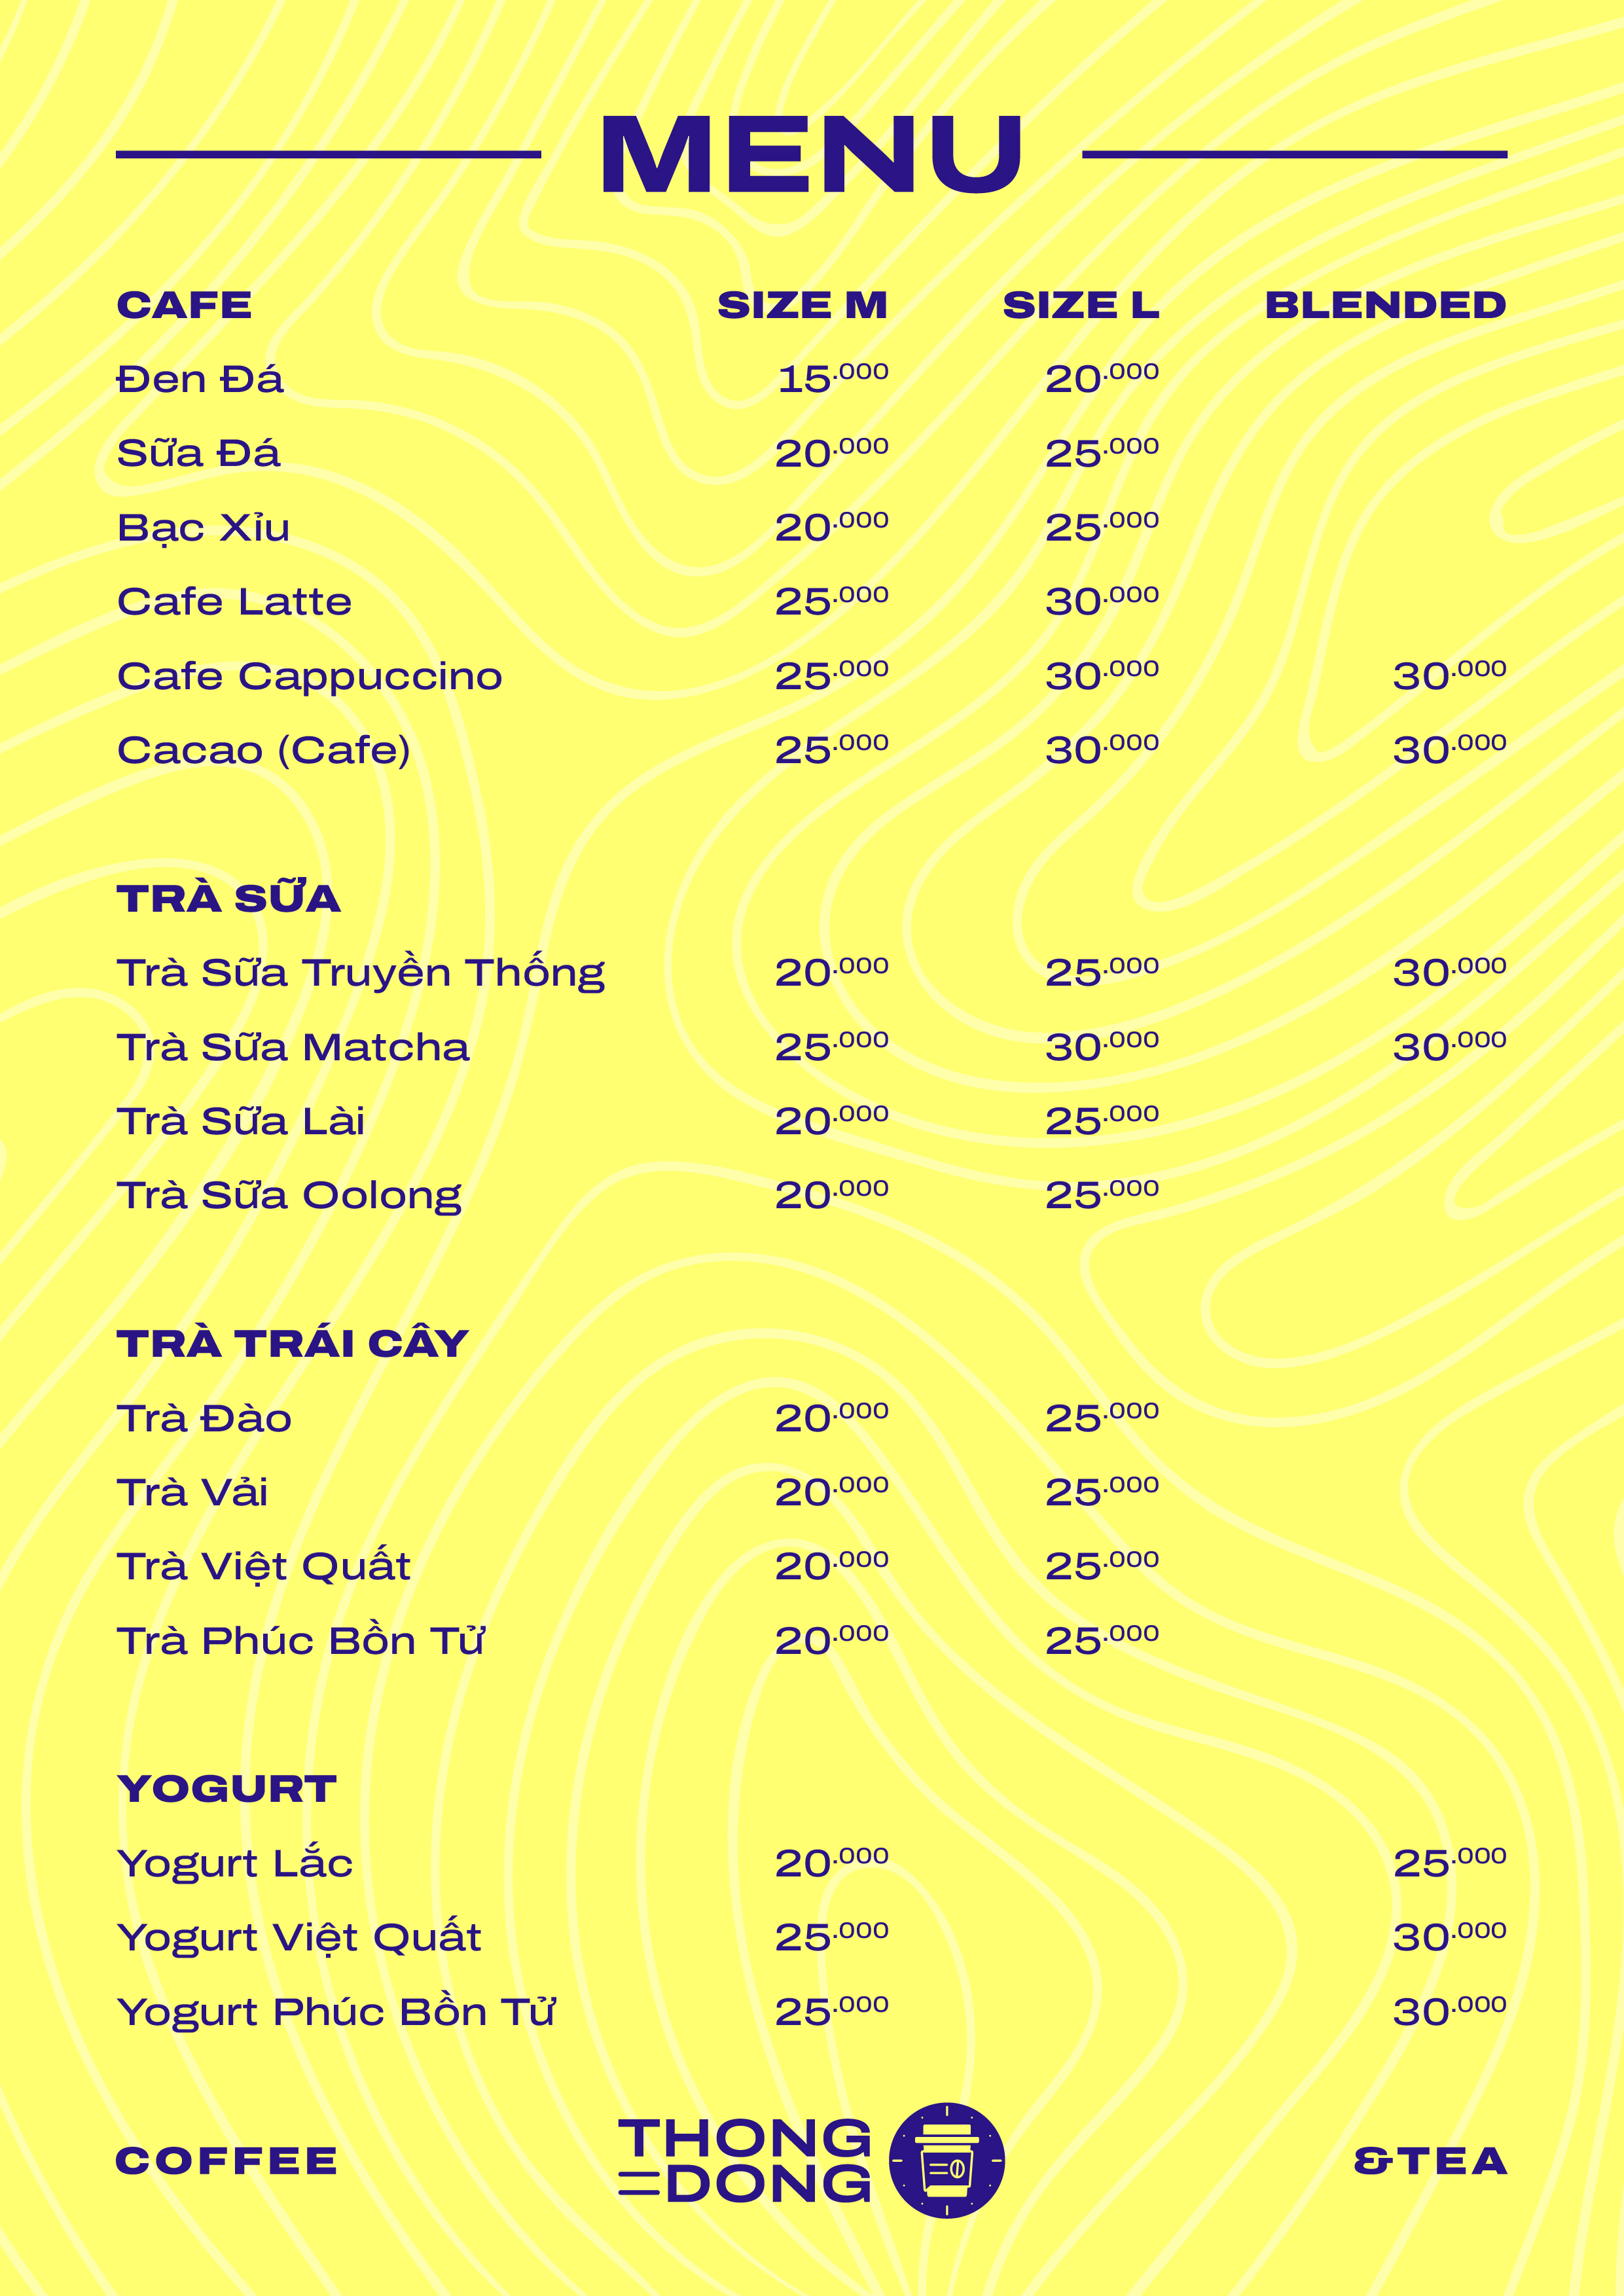 MENU
CAFE SIZE M SIZE L BLENDED
Đen Đá 15.000 20.000
Sữa Đá 20.000 25.000
Bạc Xỉu 20.000 25.000
Cafe Latte 25.000 30.000
Cafe Cappuccino 25.000 30.000 30.000
Cacao (Cafe) 25.000 30.000 30.000
TRÀ SỮA
Trà Sữa Truyền Thống 20.000 25.000 30.000
Trà Sữa Matcha 25.000 30.000 30.000
Trà Sữa Lài 20.000 25.000
Trà Sữa Oolong 20.000 25.000
TRÀ TRÁI CÂY
Trà Đào 20.000 25.000
Trà Vải 20.000 25.000
Trà Việt Quất 20.000 25.000
Trà Phúc Bồn Tử 20.000 25.000
YOGURT
Yogurt Lắc 20.000 25.000
Yogurt Việt Quất 25.000 30.000
Yogurt Phúc Bồn Tử 25.000 30.000
COFFEE THONG DONG &TEA